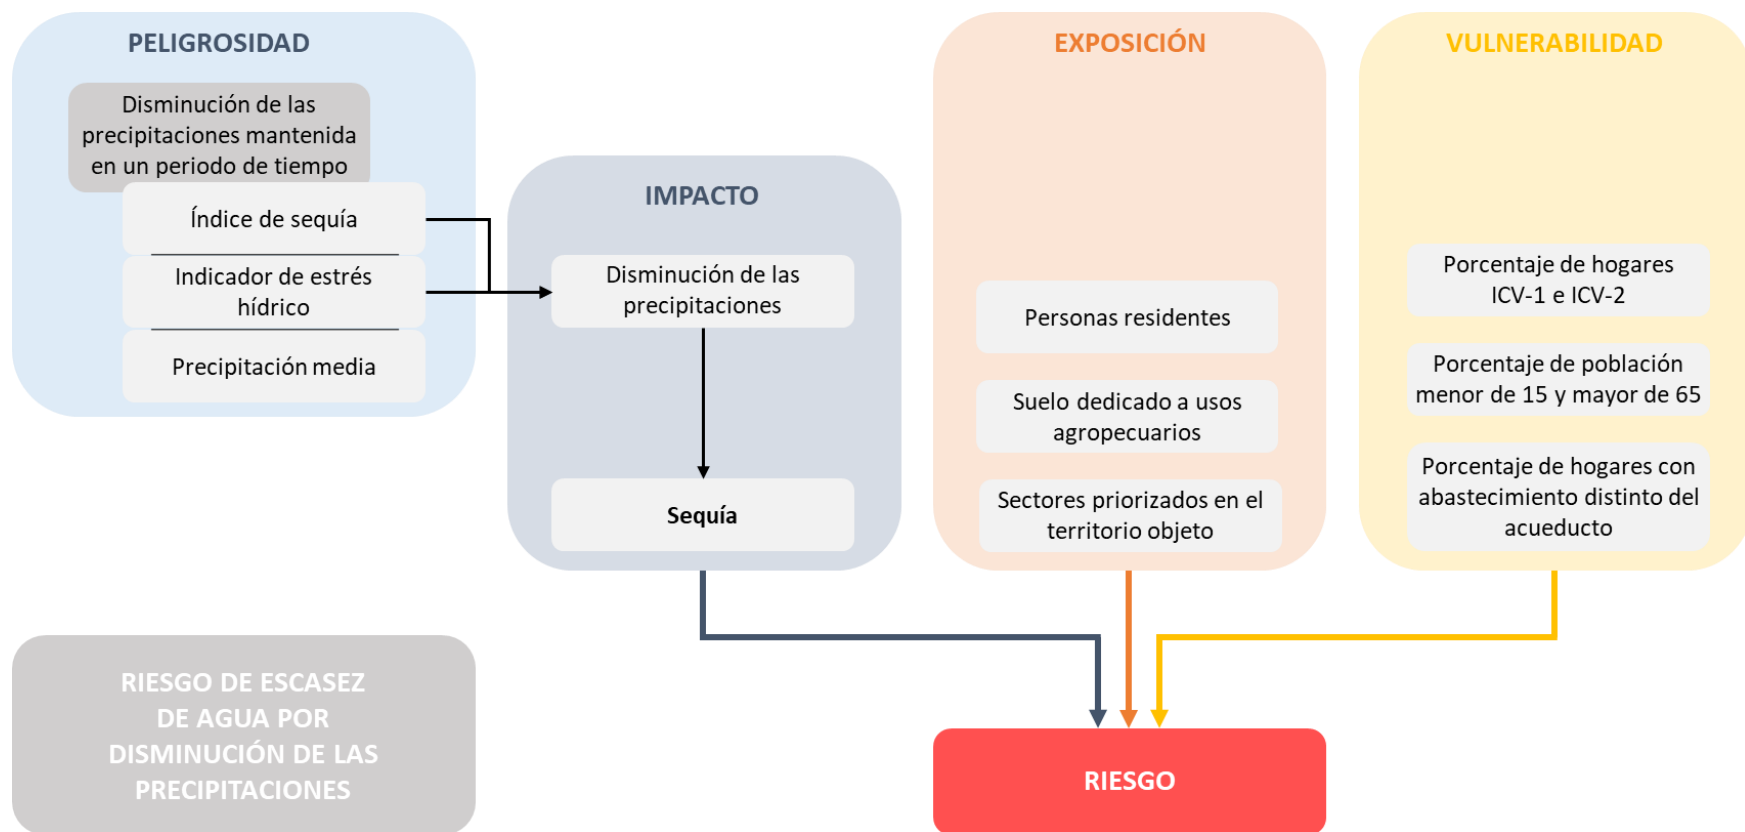 PELIGROSIDAD
Disminución de las
precipitaciones mantenida
en un periodo de tiempo
Índice de sequía
Indicador de estrés
hídrico
Precipitación media
IMPACTO
Disminución de las
precipitaciones
Sequía
EXPOSICIÓN
Personas residentes
Suelo dedicado a usos
agropecuarios
Sectores priorizados en el
territorio objeto
VULNERABILIDAD
Porcentaje de hogares
ICV-1 e ICV-2
Porcentaje de población
menor de 15 y mayor de 65
Porcentaje de hogares con
abastecimiento distinto del
acueducto
RIESGO DE ESCASEZ
DE AGUA POR
DISMINUCIÓN DE LAS
PRECIPITACIONES
RIESGO